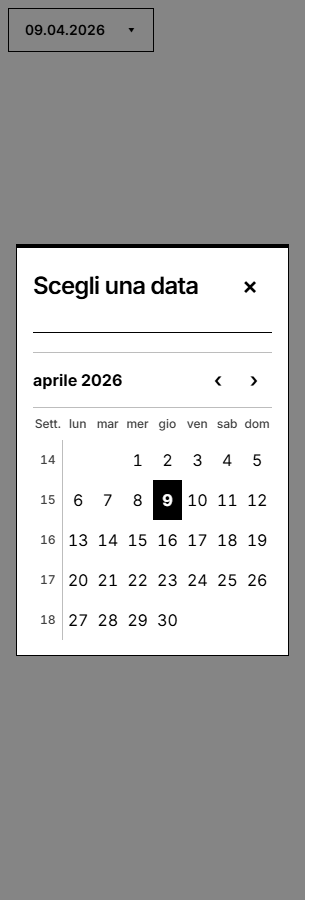 09.04.2026
Scegli una data
aprile 2026
Sett. lun mar mer gio ven sab dom
14 1 2 3 4 5
15 6 7 8 9 10 11 12
16 13 14 15 16 17 18 19
17 20 21 22 23 24 25 26
18 27 28 29 30